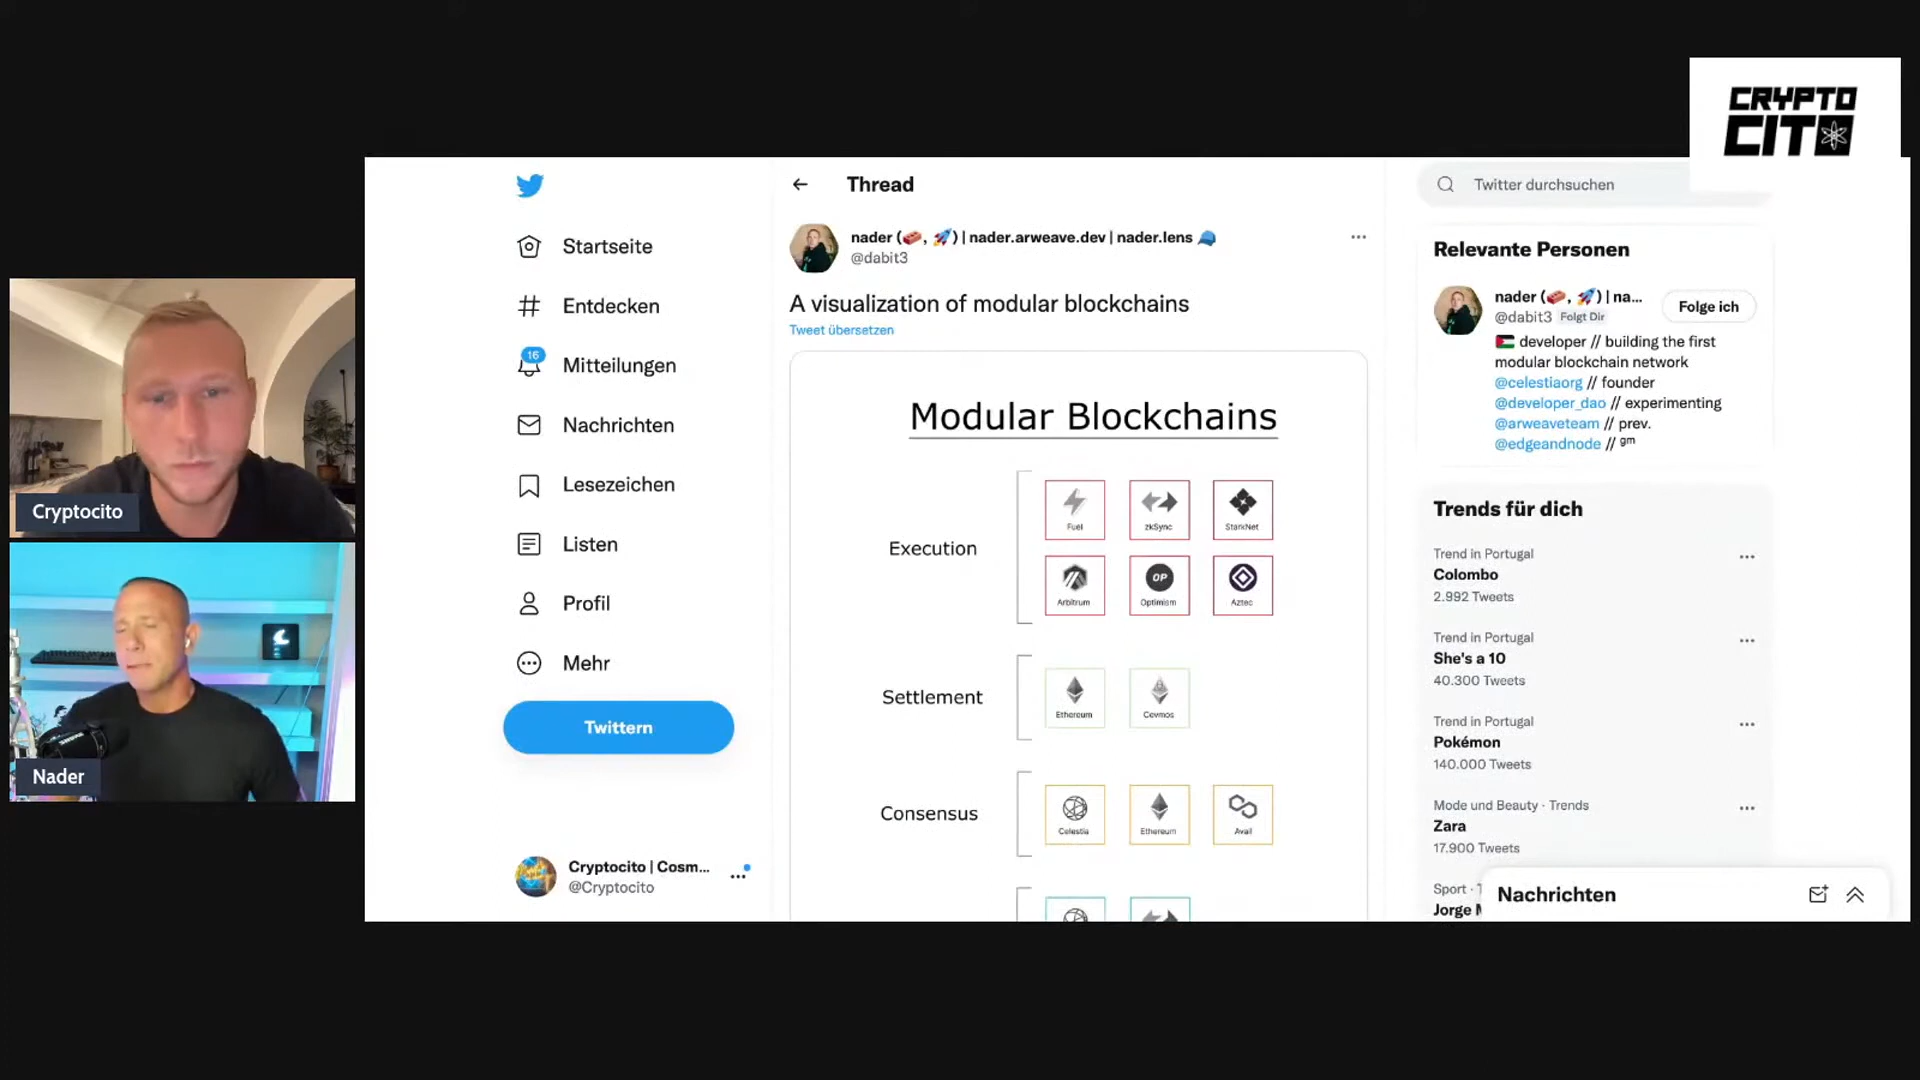 CRYPTO
CITO
Cryptocito
Nader
Startseite
Entdecken
16
Mitteilungen
Nachrichten
Lesezeichen
Listen
Profil
Mehr
Twittern
Cryptocito | Cosm...
@Cryptocito
Thread
nader (🧱, 🚀) | nader.arweave.dev | nader.lens 🧢
@dabit3
A visualization of modular blockchains
Tweet übersetzen
Modular Blockchains
Execution
Fuel
zkSync
StarkNet
Arbitrum
OP
Optimism
Aztec
Settlement
Ethereum
Cevmos
Consensus
Celestia
Ethereum
Avail
Twitter durchsuchen
Relevante Personen
nader (🧱, 🚀) | na...
@dabit3 Folgt Dir
Folge ich
🇵🇸 developer // building the first
modular blockchain network
@celestiaorg // founder
@developer_dao // experimenting
@arweaveteam // prev.
@edgeandnode // gm
Trends für dich
Trend in Portugal
Colombo
2.992 Tweets
Trend in Portugal
She's a 10
40.300 Tweets
Trend in Portugal
Pokémon
140.000 Tweets
Mode und Beauty · Trends
Zara
17.900 Tweets
Sport ·
Jorge
Nachrichten